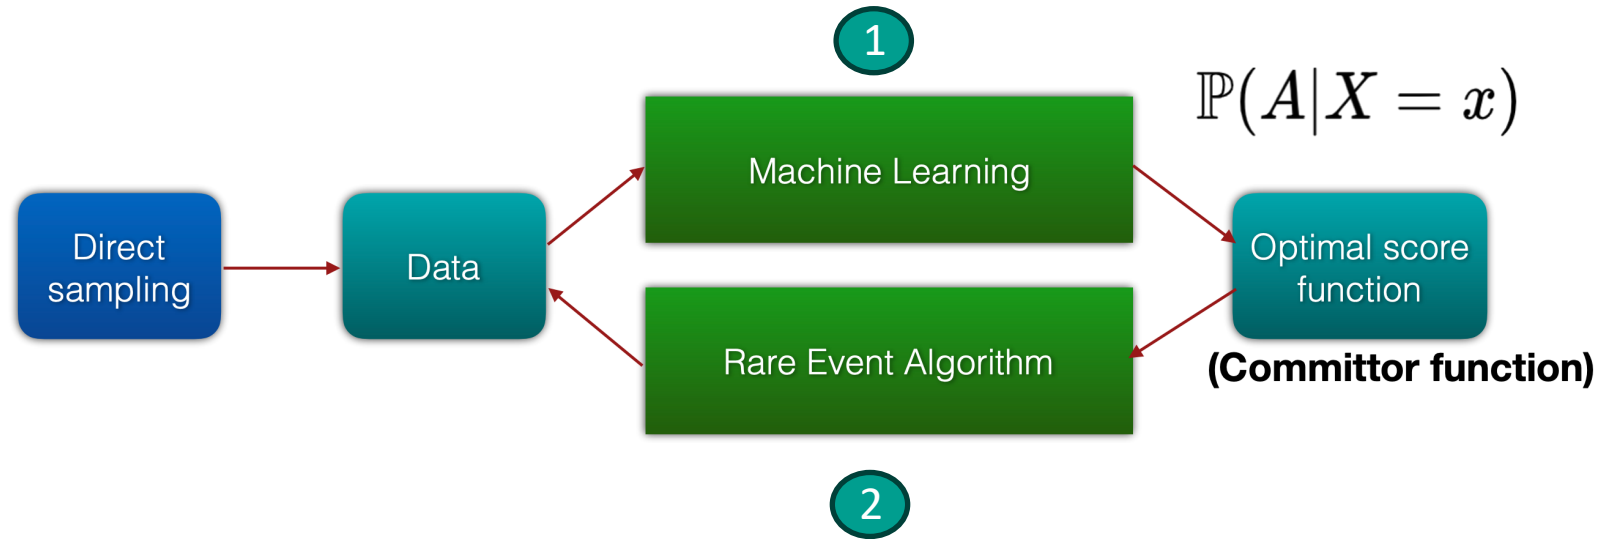 1
ℙ(A|X = x)
Machine Learning
Direct
sampling
Data
Optimal score
function
Rare Event Algorithm
(Committor function)
2